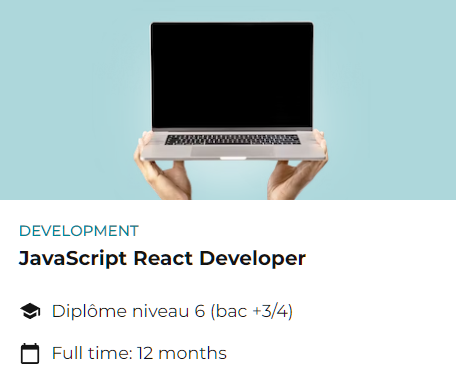 DEVELOPMENT
JavaScript React Developer
Diplôme niveau 6 (bac +3/4)
Full time: 12 months